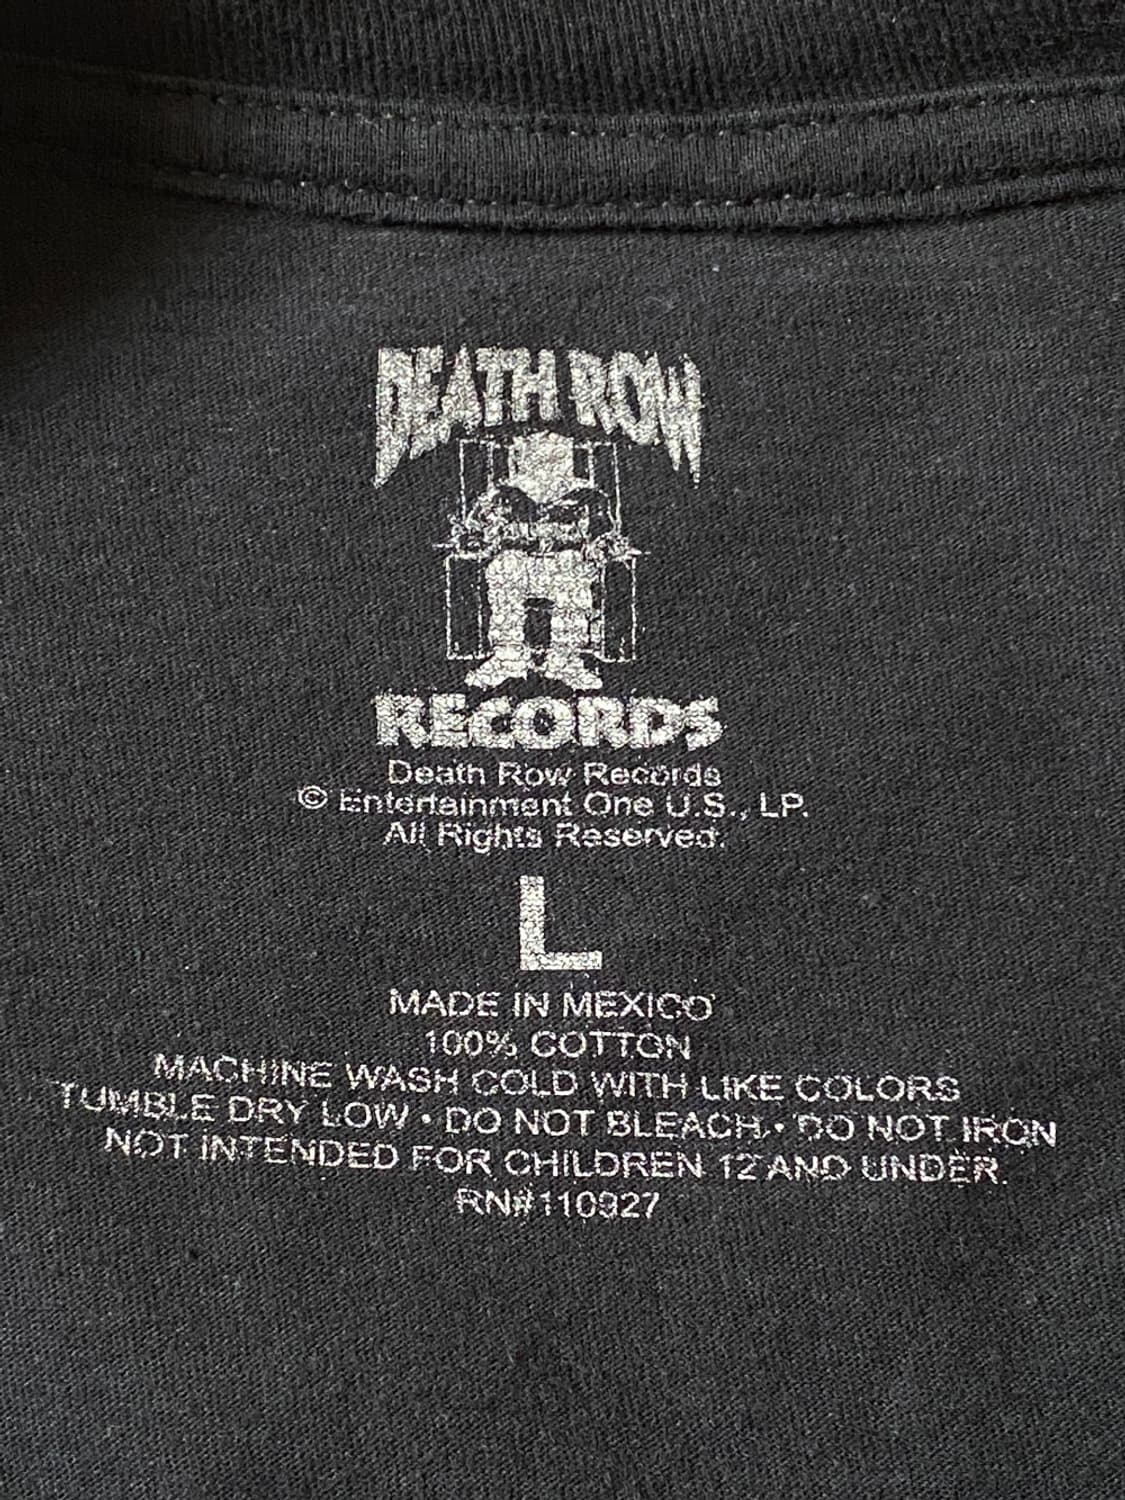 DEATH ROW
RECORDS
Death Row Records
© Entertainment One U.S., LP.
All Rights Reserved.
L
MADE IN MEXICO
100% COTTON
MACHINE WASH COLD WITH LIKE COLORS
TUMBLE DRY LOW • DO NOT BLEACH • DO NOT IRON
NOT INTENDED FOR CHILDREN 12 AND UNDER.
RN#110927